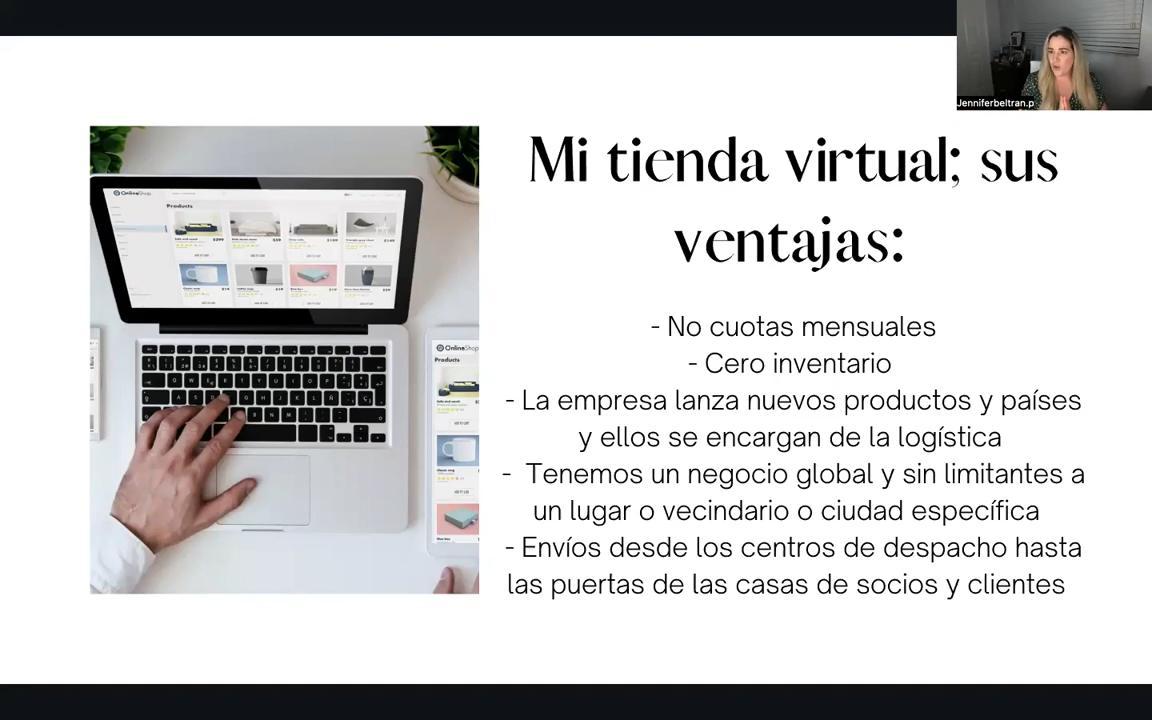 Jenniferbeltran.p
Mi tienda virtual; sus
ventajas:
- No cuotas mensuales
- Cero inventario
- La empresa lanza nuevos productos y países
y ellos se encargan de la logística
- Tenemos un negocio global y sin limitantes a
un lugar o vecindario o ciudad específica
- Envíos desde los centros de despacho hasta
las puertas de las casas de socios y clientes
OnlineShop
Products
OnlineShop
Products